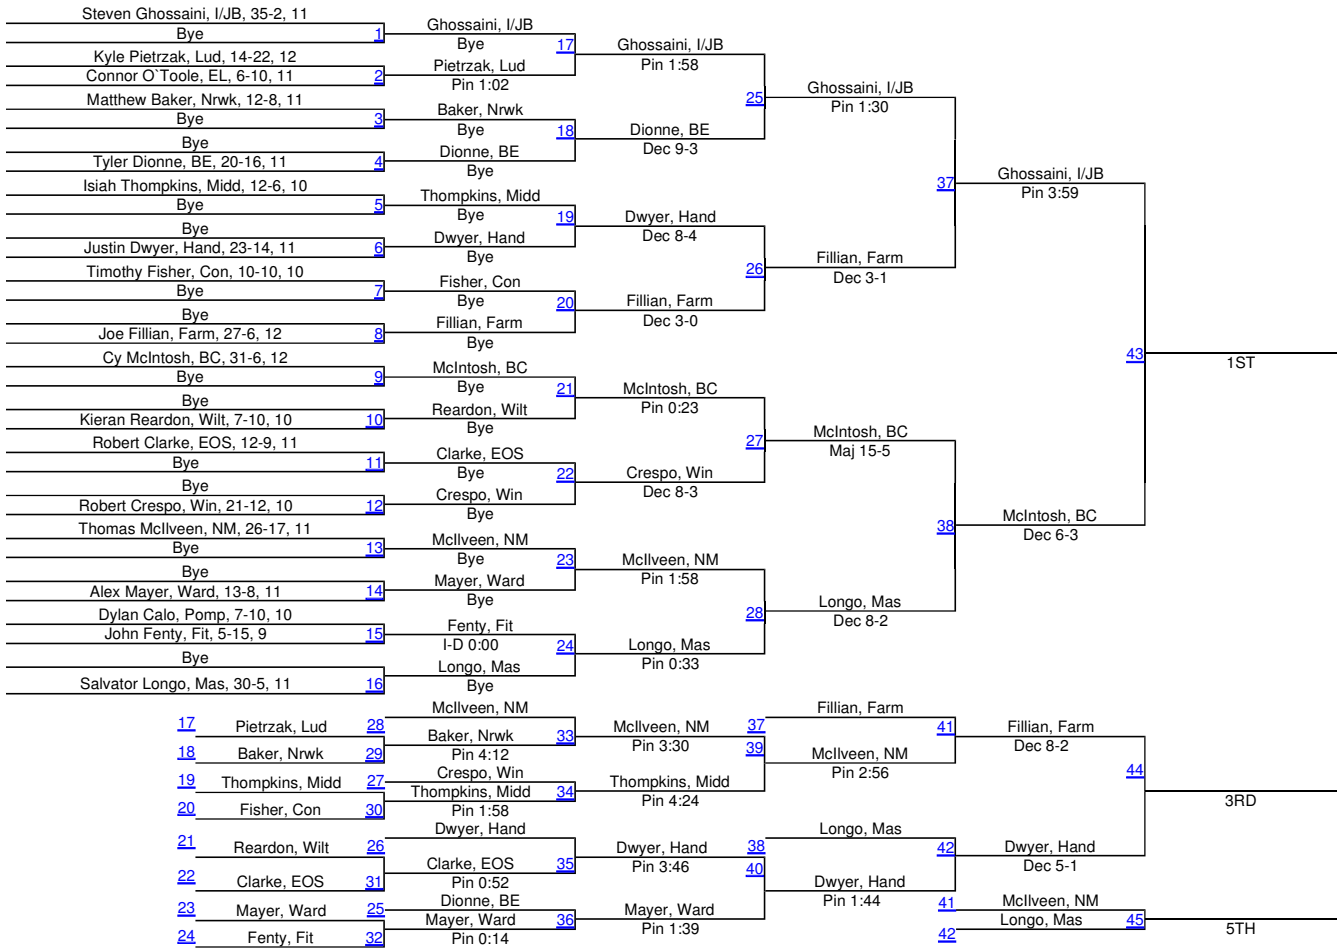 Steven Ghossaini, I/JB, 35-2, 11
Bye
1
Kyle Pietrzak, Lud, 14-22, 12
Connor O`Toole, EL, 6-10, 11
2
Matthew Baker, Nrwk, 12-8, 11
Bye
3
Bye
Tyler Dionne, BE, 20-16, 11
4
Isiah Thompkins, Midd, 12-6, 10
Bye
5
Bye
Justin Dwyer, Hand, 23-14, 11
6
Timothy Fisher, Con, 10-10, 10
Bye
7
Bye
Joe Fillian, Farm, 27-6, 12
8
Cy McIntosh, BC, 31-6, 12
Bye
9
Bye
Kieran Reardon, Wilt, 7-10, 10
10
Robert Clarke, EOS, 12-9, 11
Bye
11
Bye
Robert Crespo, Win, 21-12, 10
12
Thomas McIlveen, NM, 26-17, 11
Bye
13
Bye
Alex Mayer, Ward, 13-8, 11
14
Dylan Calo, Pomp, 7-10, 10
John Fenty, Fit, 5-15, 9
15
Bye
Salvator Longo, Mas, 30-5, 11
16
Ghossaini, I/JB
Bye
17
Pietrzak, Lud
Pin 1:02
Baker, Nrwk
Bye
18
Dionne, BE
Bye
Thompkins, Midd
Bye
19
Dwyer, Hand
Bye
Fisher, Con
Bye
20
Fillian, Farm
Bye
McIntosh, BC
Bye
21
Reardon, Wilt
Bye
Clarke, EOS
Bye
22
Crespo, Win
Bye
McIlveen, NM
Bye
23
Mayer, Ward
Bye
Fenty, Fit
I-D 0:00
24
Longo, Mas
Bye
Ghossaini, I/JB
Pin 1:58
25
Dionne, BE
Dec 9-3
Dwyer, Hand
Dec 8-4
26
Fillian, Farm
Dec 3-0
McIntosh, BC
Pin 0:23
27
Crespo, Win
Dec 8-3
McIlveen, NM
Pin 1:58
28
Longo, Mas
Pin 0:33
Ghossaini, I/JB
Pin 1:30
37
Fillian, Farm
Dec 3-1
McIntosh, BC
Maj 15-5
38
Longo, Mas
Dec 8-2
Ghossaini, I/JB
Pin 3:59
43
McIntosh, BC
Dec 6-3
1ST
17
Pietrzak, Lud
28
18
Baker, Nrwk
29
19
Thompkins, Midd
27
20
Fisher, Con
30
21
Reardon, Wilt
26
22
Clarke, EOS
31
23
Mayer, Ward
25
24
Fenty, Fit
32
McIlveen, NM
Baker, Nrwk
33
Pin 4:12
Crespo, Win
Thompkins, Midd
34
Pin 1:58
Dwyer, Hand
Clarke, EOS
35
Pin 0:52
Dionne, BE
Mayer, Ward
36
Pin 0:14
McIlveen, NM
Pin 3:30
37
39
Thompkins, Midd
Pin 4:24
Dwyer, Hand
Pin 3:46
38
40
Mayer, Ward
Pin 1:39
Fillian, Farm
41
McIlveen, NM
Pin 2:56
Longo, Mas
42
Dwyer, Hand
Pin 1:44
Fillian, Farm
Dec 8-2
44
Dwyer, Hand
Dec 5-1
3RD
41
McIlveen, NM
Longo, Mas
45
42
5TH